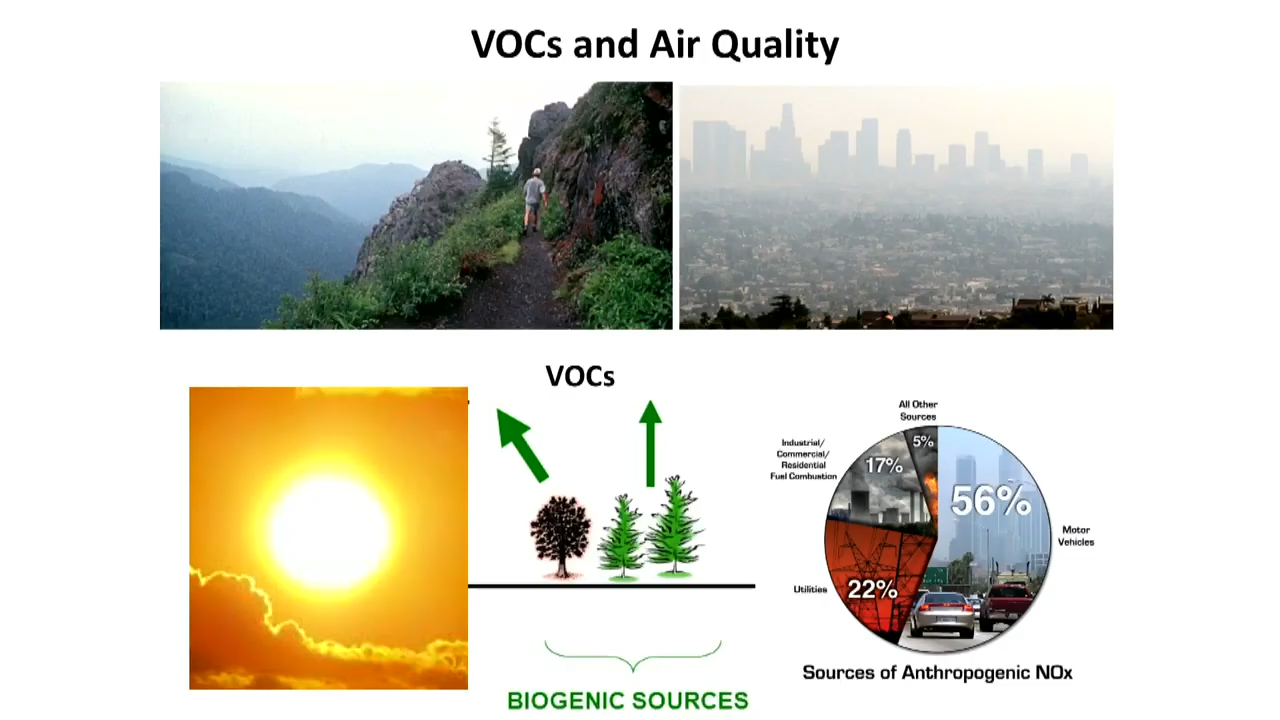 VOCs and Air Quality
VOCs
BIOGENIC SOURCES
All Other
Sources
5%
Industrial/
Commercial/
Residential
Fuel Combustion
17%
56%
Motor
Vehicles
Utilities
22%
Sources of Anthropogenic NOx